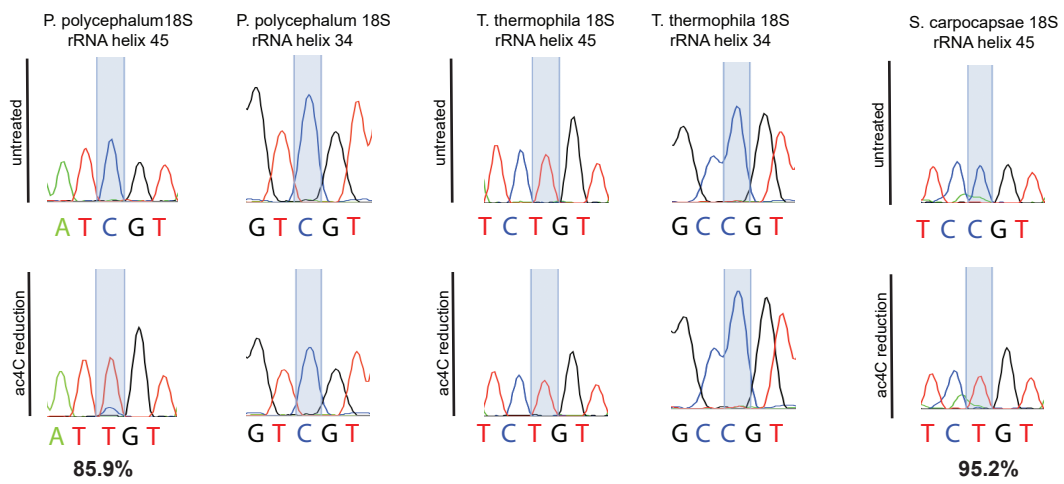 P. polycephalum18S
rRNA helix 45
P. polycephalum 18S
rRNA helix 34
T. thermophila 18S
rRNA helix 45
T. thermophila 18S
rRNA helix 34
S. carpocapsae 18S
rRNA helix 45
untreated
untreated
untreated
A T C G T
G T C G T
T C T G T
G C C G T
T C C G T
ac4C reduction
ac4C reduction
ac4C reduction
A T T G T
G T C G T
T C T G T
G C C G T
T C T G T
85.9%
95.2%